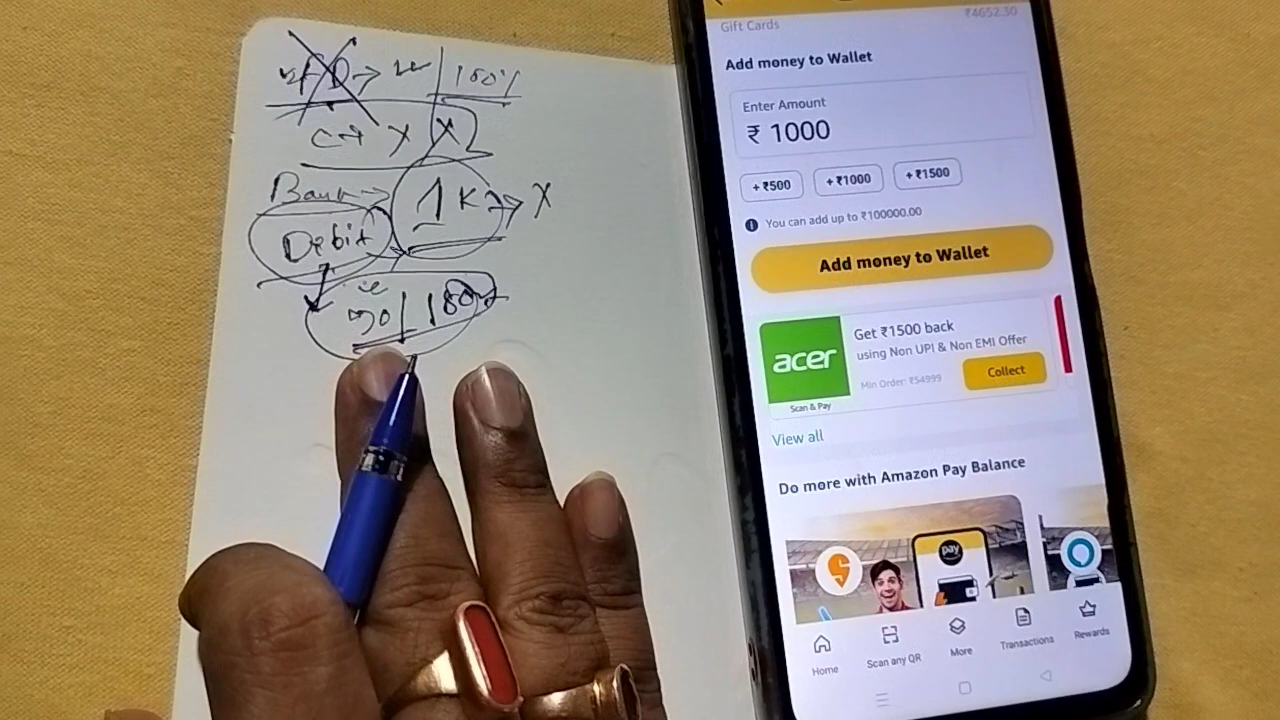 150%
X X
Bank → 1K → X
Debit
Gift Cards ₹4652.30
Add money to Wallet
Enter Amount
₹ 1000
+ ₹500 + ₹1000 + ₹1500
You can add up to ₹100000.00
Add money to Wallet
acer
Scan & Pay
Get ₹1500 back
using Non UPI & Non EMI Offer
Min Order: ₹54999
Collect
View all
Do more with Amazon Pay Balance
pay
Home Scan any QR More Transactions Rewards